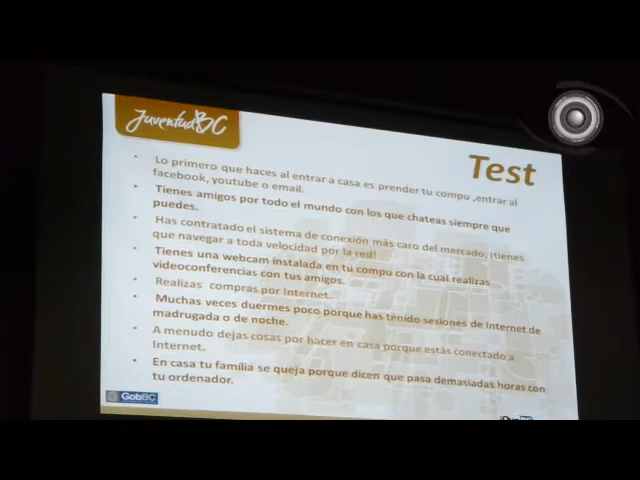 JuventudBC
Test
• Lo primero que haces al entrar a casa es prender tu compu ,entrar al
facebook, youtube o email.
• Tienes amigos por todo el mundo con los que chateas siempre que
puedes.
• Has contratado el sistema de conexión más caro del mercado, ¡tienes
que navegar a toda velocidad por la red!
• Tienes una webcam instalada en tu compu con la cual realizas
videoconferencias con tus amigos.
• Realizas compras por Internet.
• Muchas veces duermes poco porque has tenido sesiones de Internet de
madrugada o de noche.
• A menudo dejas cosas por hacer en casa porque estás conectado a
Internet.
• En casa tu família se queja porque dicen que pasa demasiadas horas con
tu ordenador.
GobBC